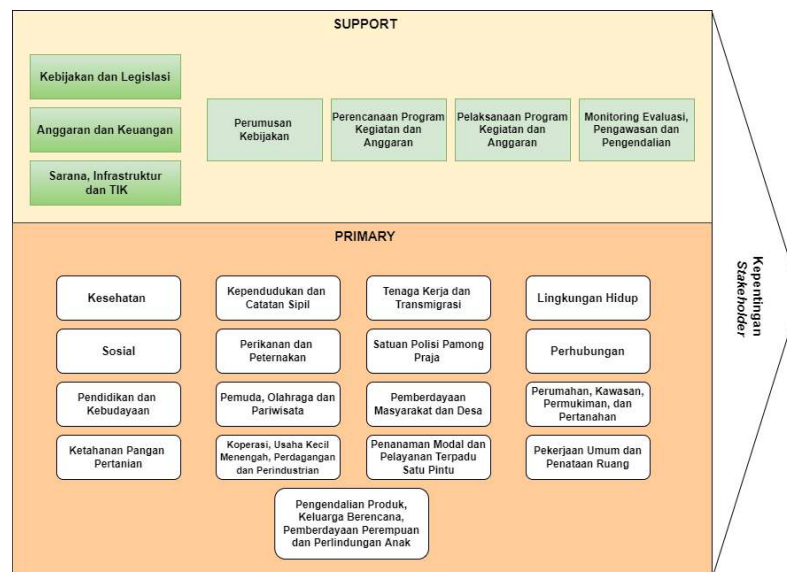 SUPPORT
Kebijakan dan Legislasi
Anggaran dan Keuangan
Sarana, Infrastruktur
dan TIK
Perumusan
Kebijakan
Perencanaan Program
Kegiatan dan
Anggaran
Pelaksanaan Program
Kegiatan dan
Anggaran
Monitoring Evaluasi,
Pengawasan dan
Pengendalian
PRIMARY
Kesehatan
Kependudukan dan
Catatan Sipil
Tenaga Kerja dan
Transmigrasi
Lingkungan Hidup
Sosial
Perikanan dan
Peternakan
Satuan Polisi Pamong
Praja
Perhubungan
Pendidikan dan
Kebudayaan
Pemuda, Olahraga dan
Pariwisata
Pemberdayaan
Masyarakat dan Desa
Perumahan, Kawasan,
Permukiman, dan
Pertanahan
Ketahanan Pangan
Pertanian
Koperasi, Usaha Kecil
Menengah, Perdagangan
dan Perindustrian
Penanaman Modal dan
Pelayanan Terpadu
Satu Pintu
Pekerjaan Umum dan
Penataan Ruang
Pengendalian Produk,
Keluarga Berencana,
Pemberdayaan Perempuan
dan Perlindungan Anak
Kepentingan
Stakeholder